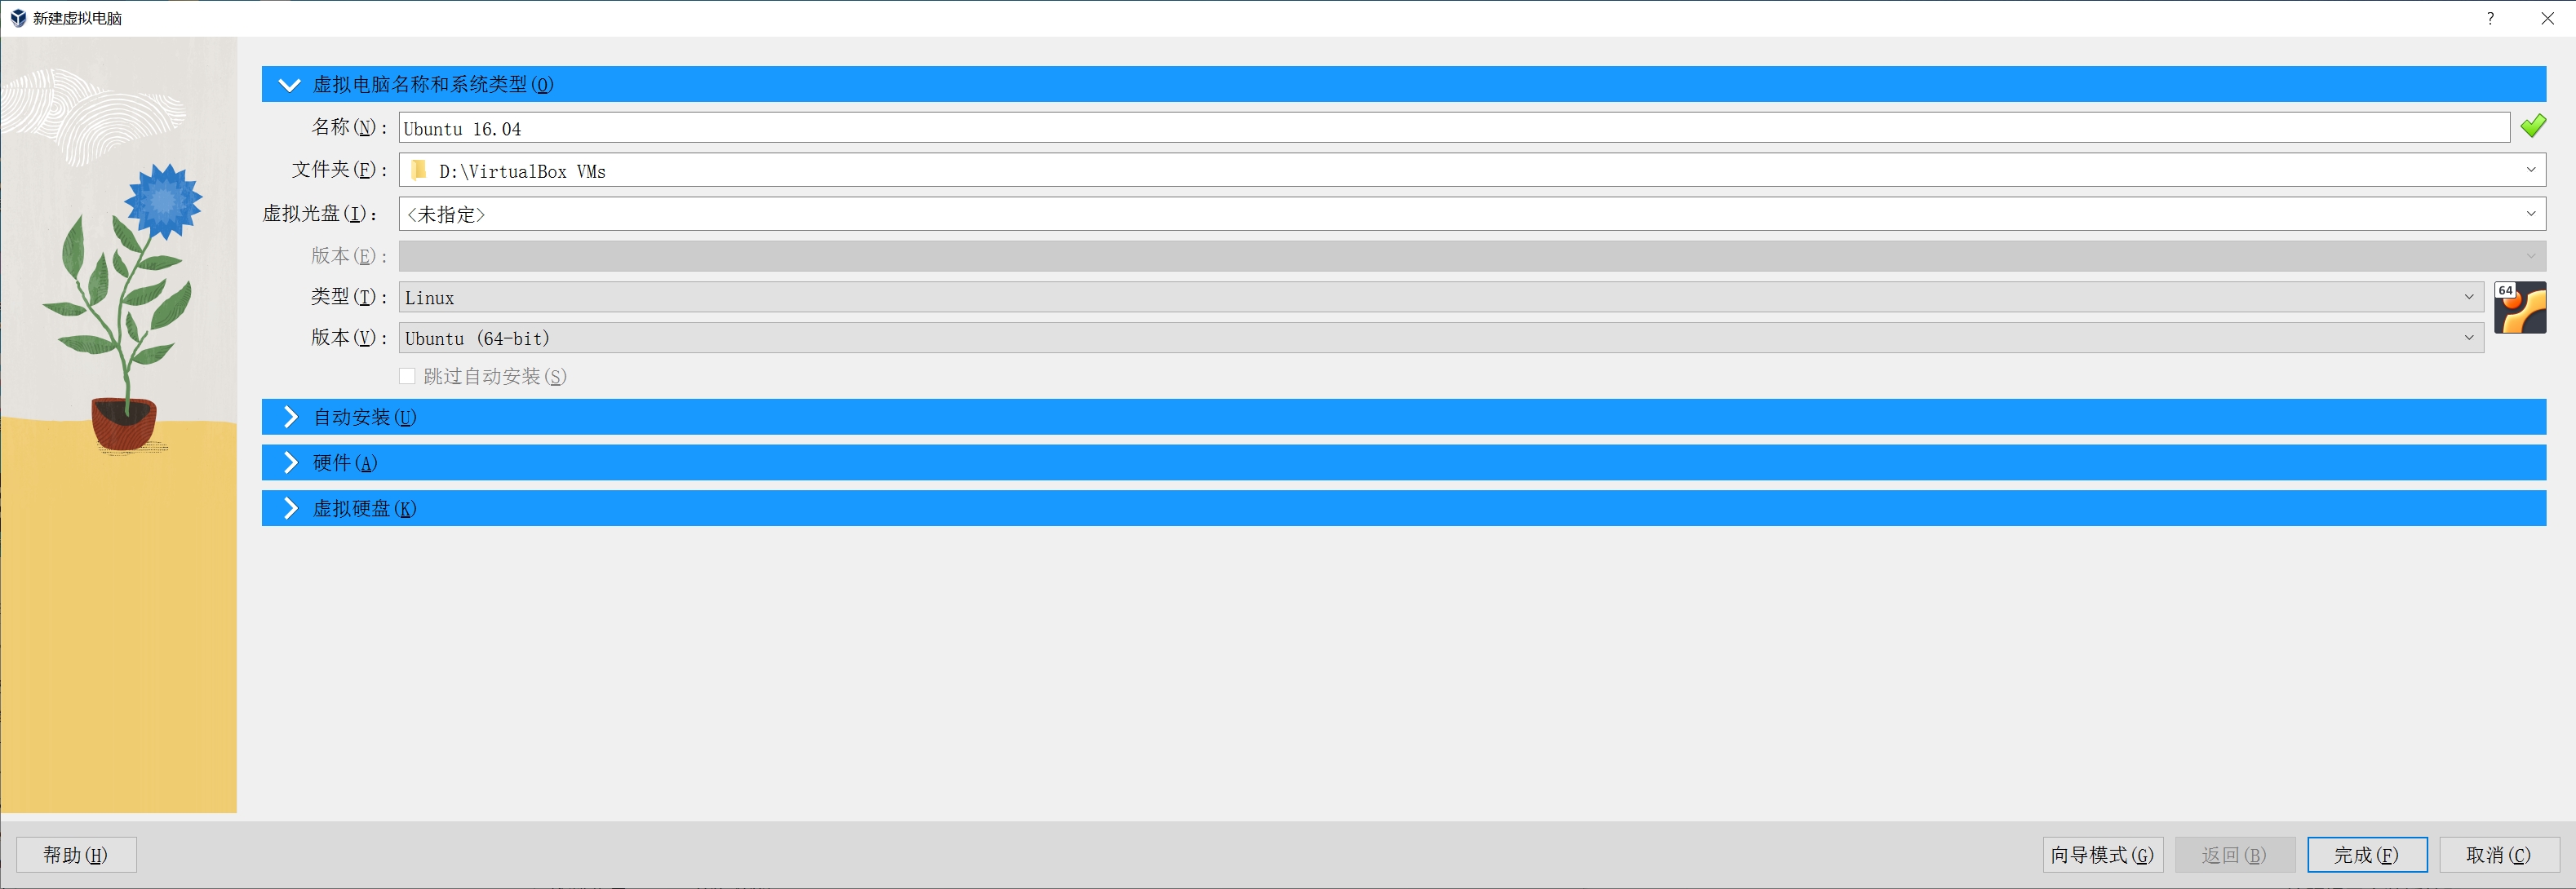 新建虚拟电脑
?
虚拟电脑名称和系统类型(O)
名称(N): Ubuntu 16.04
文件夹(F): D:\VirtualBox VMs
虚拟光盘(I): <未指定>
版本(E):
类型(T): Linux
64
版本(V): Ubuntu (64-bit)
跳过自动安装(S)
自动安装(U)
硬件(A)
虚拟硬盘(K)
帮助(H) 向导模式(G) 返回(B) 完成(F) 取消(C)